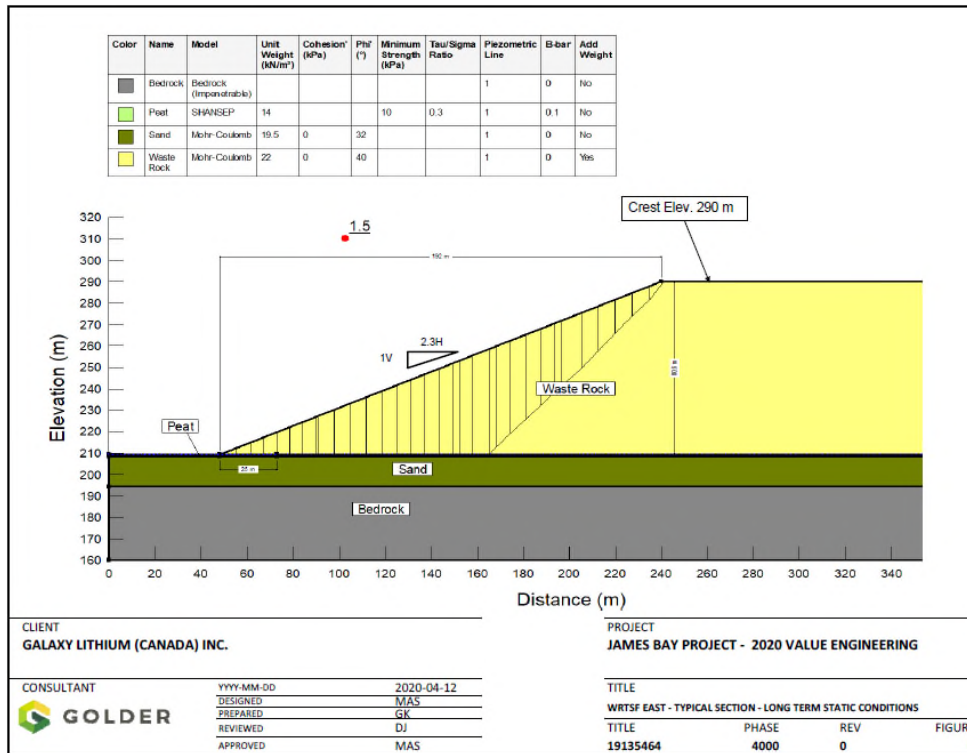 Color Name Model Unit Weight (kN/m³) Cohesion' (kPa) Phi' (°) Minimum Strength (kPa) Tau/Sigma Ratio Piezometric Line B-bar Add Weight
Bedrock Bedrock (Impenetrable) 1 0 No
Peat SHANSEP 14 10 0.3 1 0.1 No
Sand Mohr-Coulomb 19.5 0 32 1 0 No
Waste Rock Mohr-Coulomb 22 0 40 1 0 Yes
Crest Elev. 290 m
1.5
2.3H
1V
Waste Rock
Peat
25 m
Sand
Bedrock
Elevation (m)
320
310
300
290
280
270
260
250
240
230
220
210
200
190
180
170
160
0 20 40 60 80 100 120 140 160 180 200 220 240 260 280 300 320 340
Distance (m)
CLIENT
GALAXY LITHIUM (CANADA) INC.
PROJECT
JAMES BAY PROJECT - 2020 VALUE ENGINEERING
CONSULTANT
GOLDER
YYYY-MM-DD 2020-04-12
DESIGNED MAS
PREPARED GK
REVIEWED DJ
APPROVED MAS
TITLE
WRTSF EAST - TYPICAL SECTION - LONG TERM STATIC CONDITIONS
TITLE PHASE REV FIGUR
19135464 4000 0